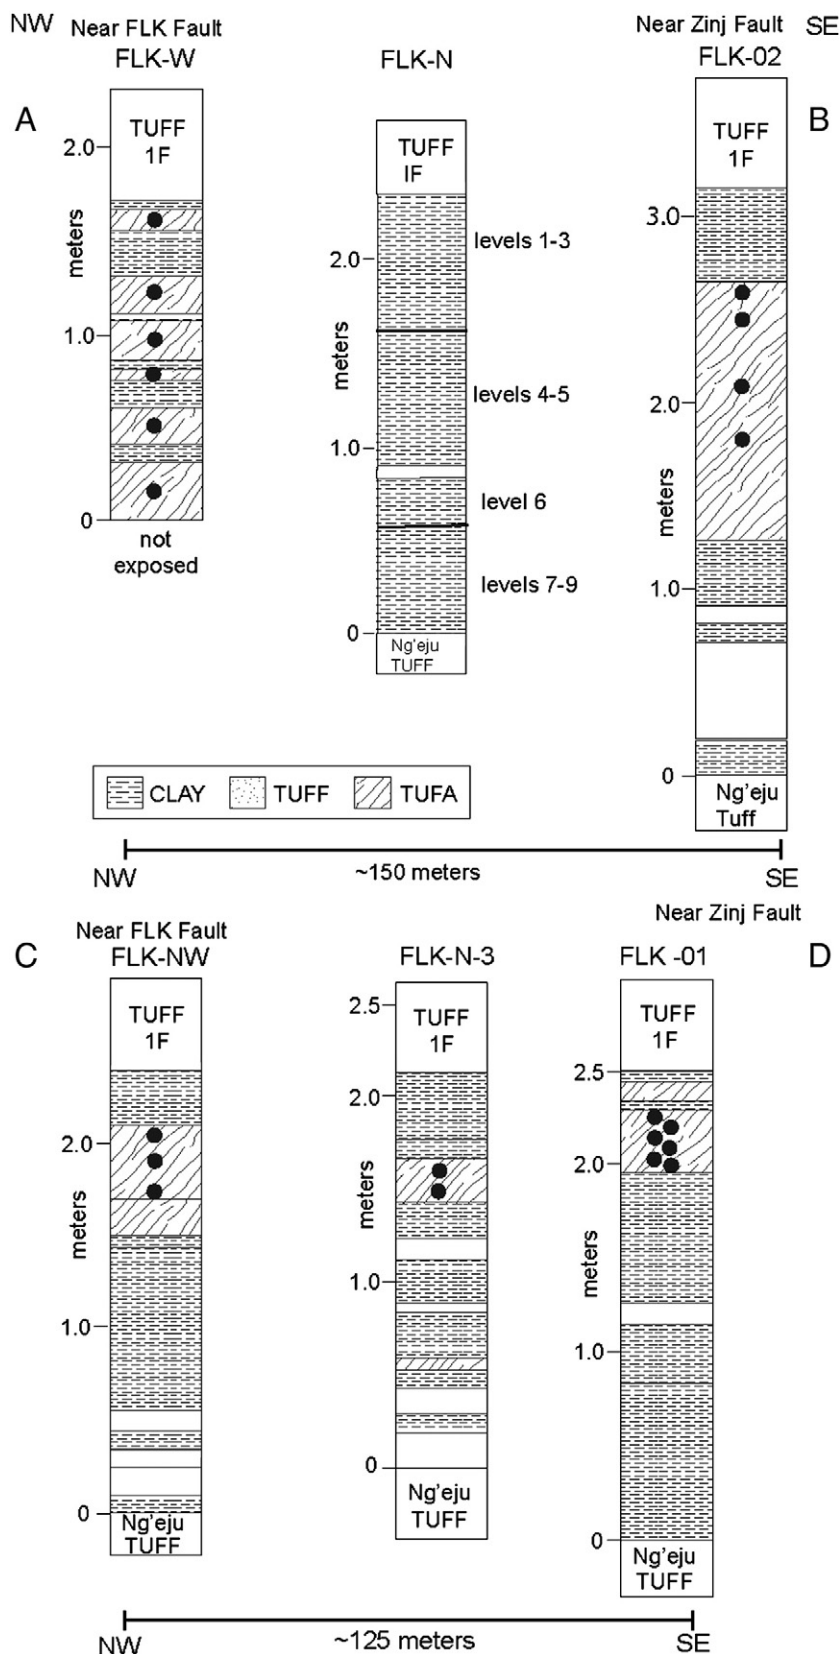 NW
Near FLK Fault
FLK-W
FLK-N
Near Zinj Fault
SE
FLK-02
A
B
TUFF
1F
2.0
1.0
0
meters
not
exposed
TUFF
IF
2.0
1.0
0
meters
levels 1-3
levels 4-5
level 6
levels 7-9
Ng'eju
TUFF
TUFF
1F
3.0
2.0
1.0
0
meters
Ng'eju
Tuff
CLAY
TUFF
TUFA
NW
~150 meters
SE
Near FLK Fault
FLK-NW
FLK-N-3
Near Zinj Fault
FLK -01
C
D
TUFF
1F
2.0
1.0
0
meters
Ng'eju
TUFF
TUFF
1F
2.5
2.0
1.0
0
meters
Ng'eju
TUFF
TUFF
1F
2.5
2.0
1.0
0
meters
Ng'eju
TUFF
NW
~125 meters
SE